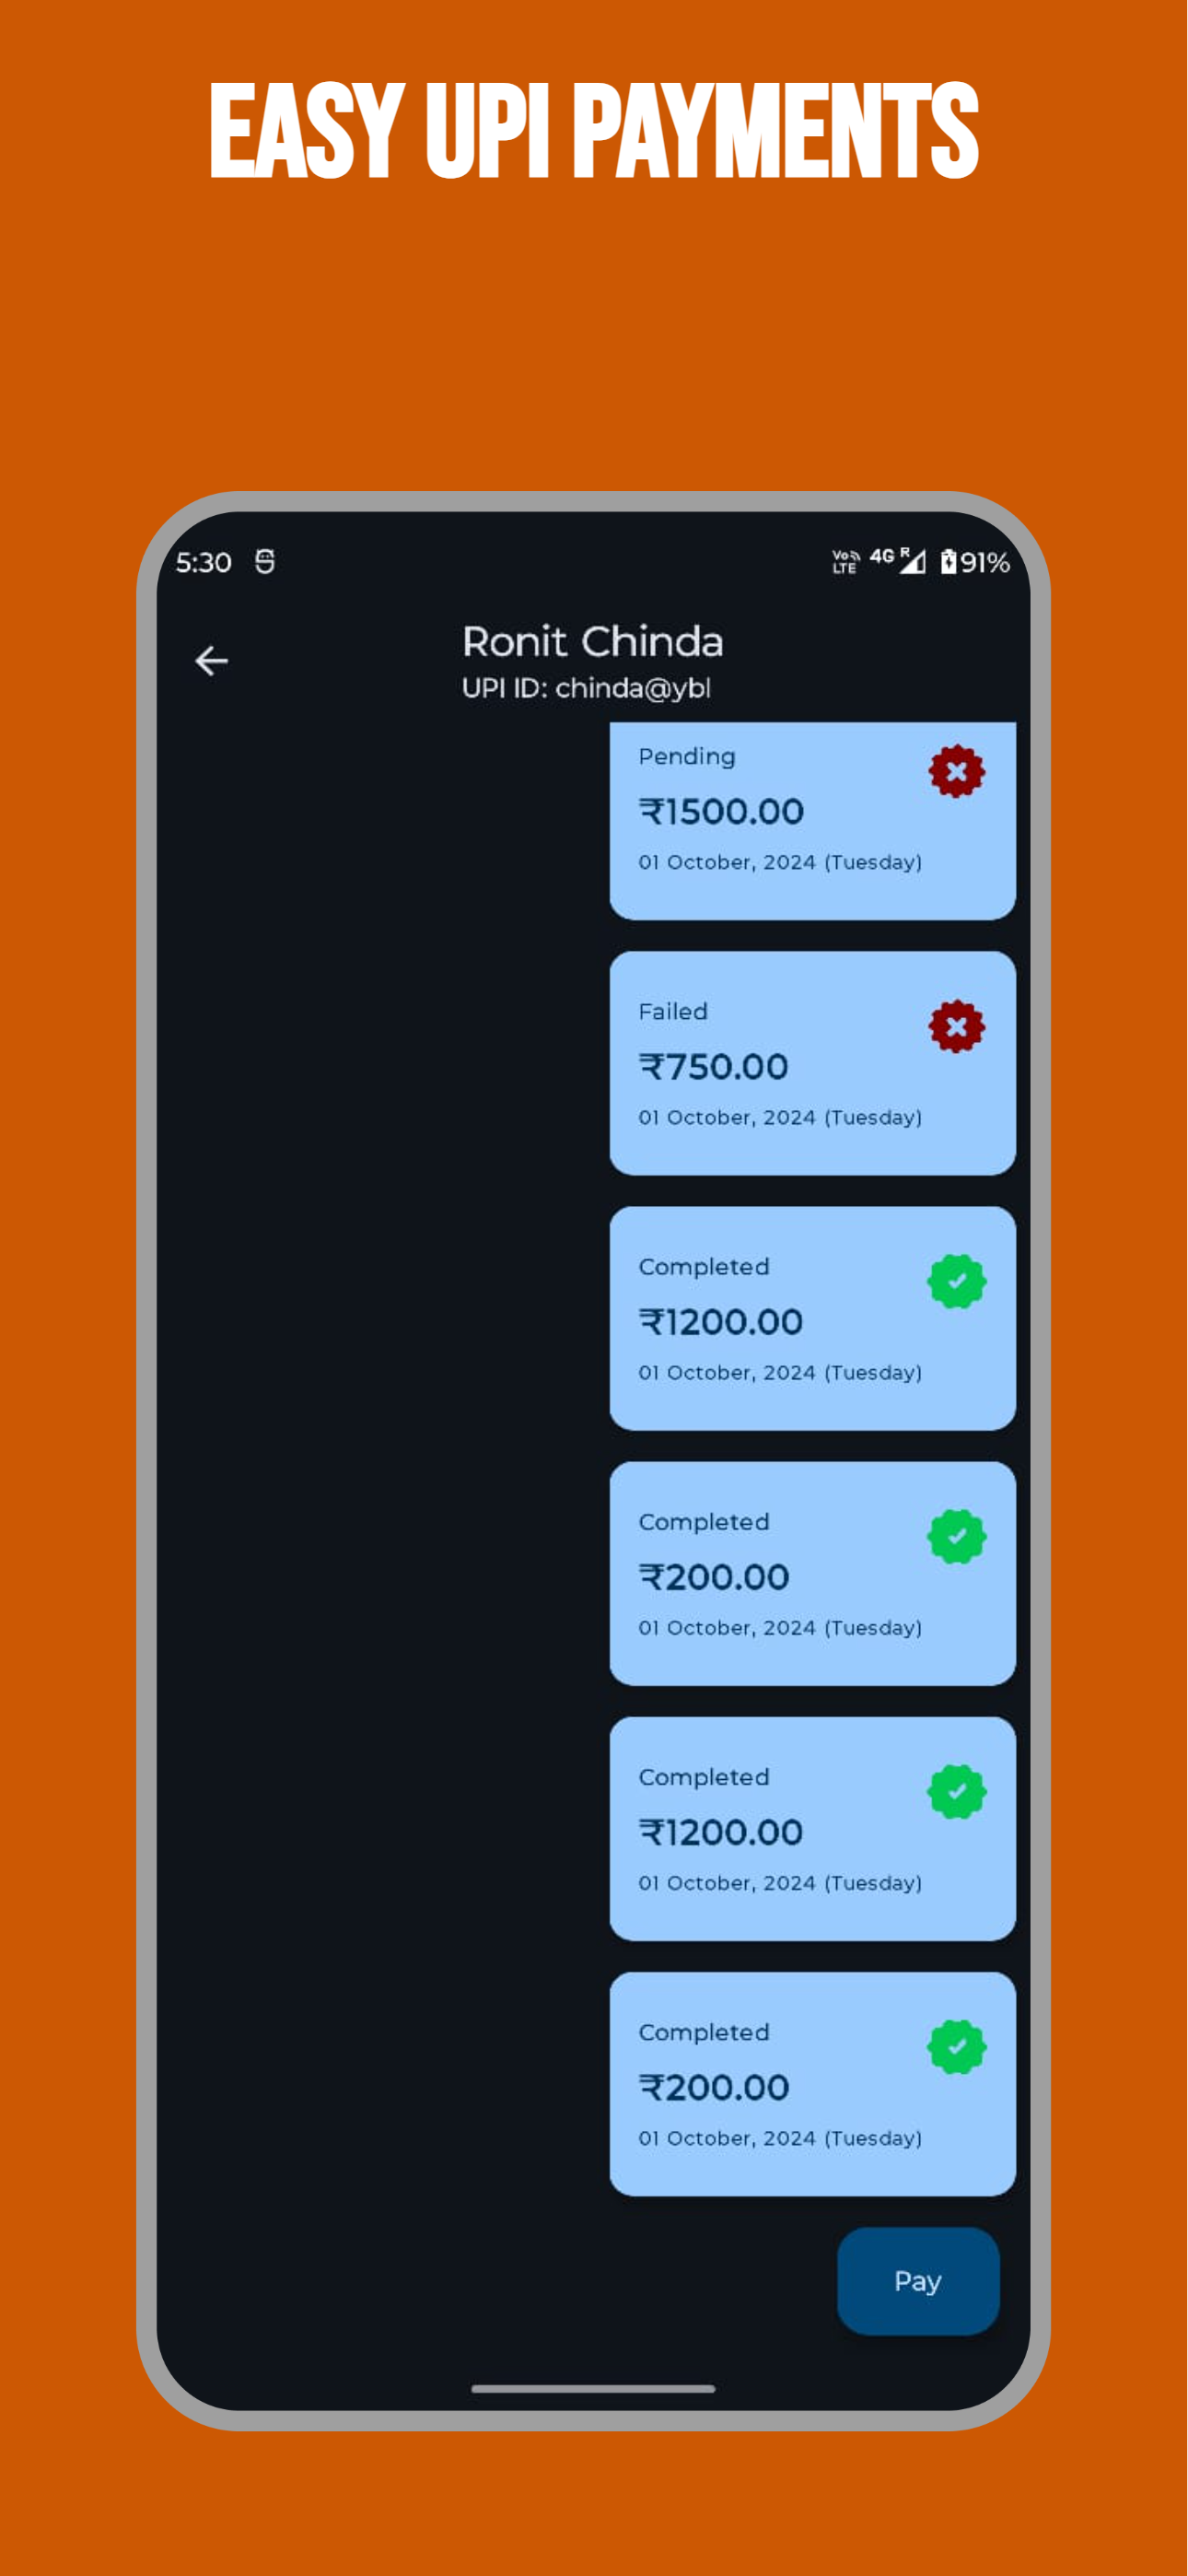 EASY UPI PAYMENTS
5:30
Vo LTE 4G R 91%
Ronit Chinda
UPI ID: chinda@ybl
Pending
₹1500.00
01 October, 2024 (Tuesday)
Failed
₹750.00
01 October, 2024 (Tuesday)
Completed
₹1200.00
01 October, 2024 (Tuesday)
Completed
₹200.00
01 October, 2024 (Tuesday)
Completed
₹1200.00
01 October, 2024 (Tuesday)
Completed
₹200.00
01 October, 2024 (Tuesday)
Pay